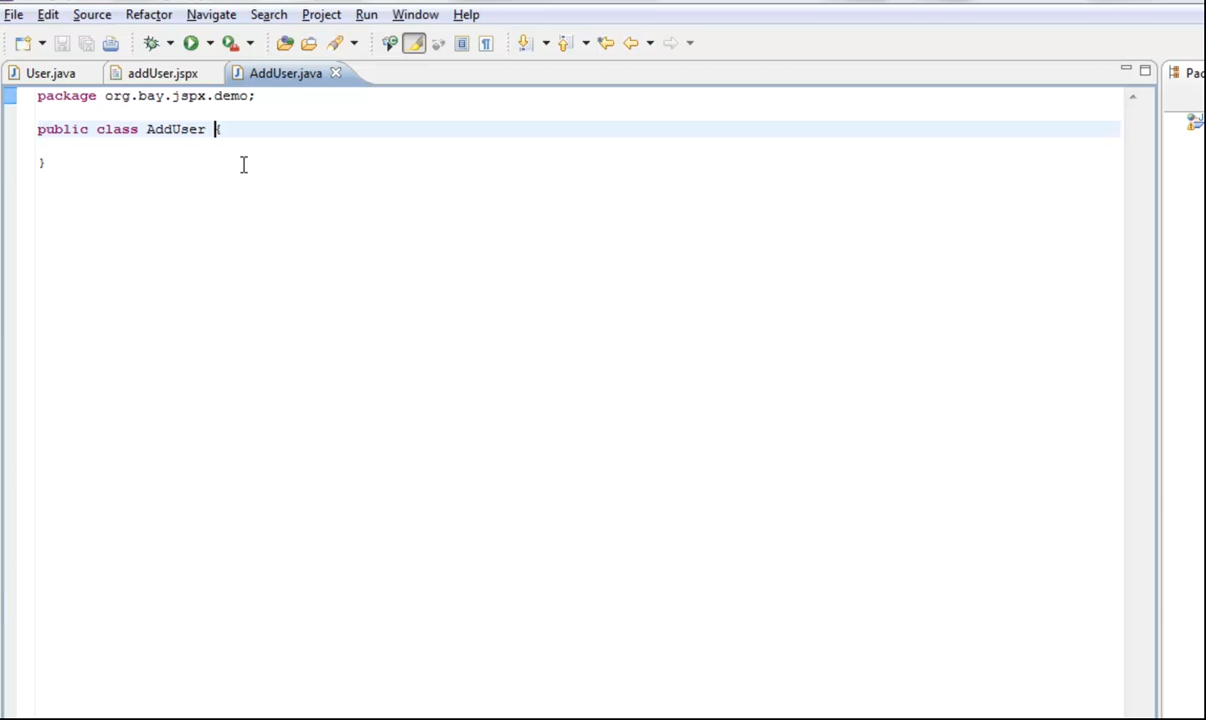 File Edit Source Refactor Navigate Search Project Run Window Help
User.java addUser.jspx AddUser.java Pac
package org.bay.jspx.demo;
public class AddUser {
}